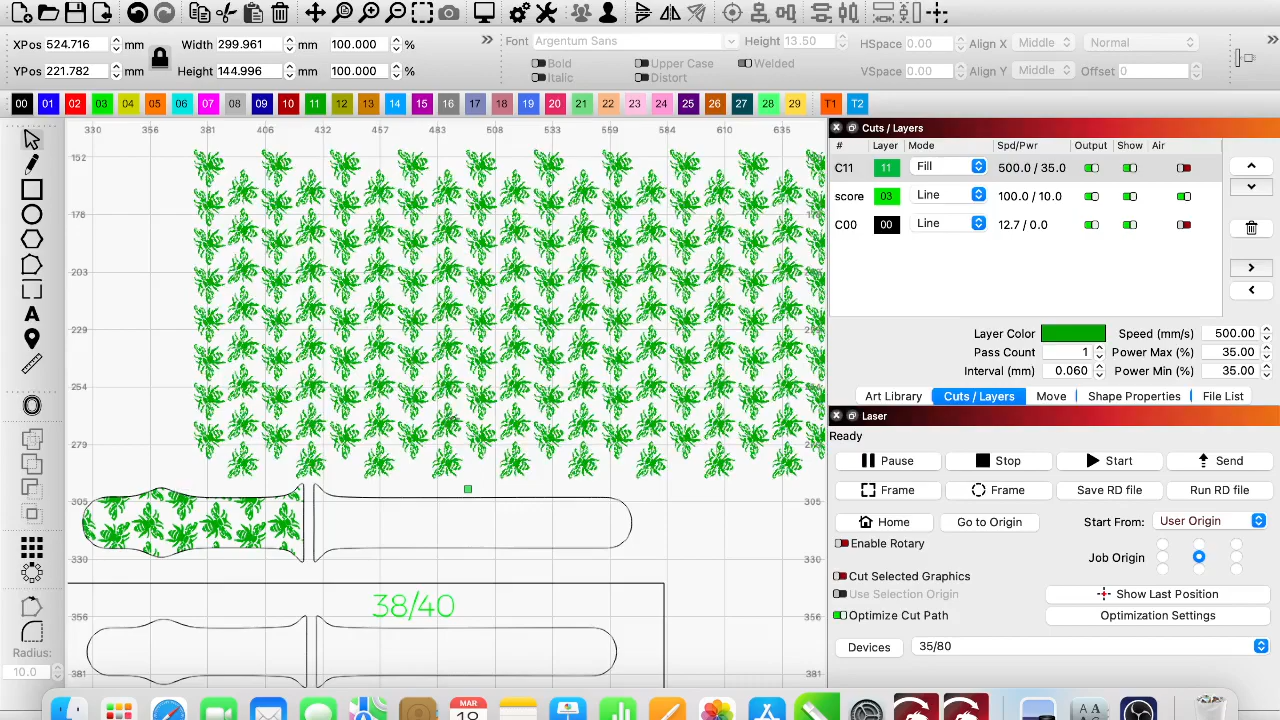 XPos 524.716 mm Width 299.961 mm 100.000 %
YPos 221.782 mm Height 144.996 mm 100.000 %
Font Argentum Sans Height 13.50 HSpace 0.00 Align X Middle Normal
Bold Upper Case Welded
Italic Distort VSpace 0.00 Align Y Middle Offset 0
00 01 02 03 04 05 06 07 08 09 10 11 12 13 14 15 16 17 18 19 20 21 22 23 24 25 26 27 28 29 T1 T2
330 356 381 406 432 457 483 508 533 559 584 610 635
152
178
203
229
254
279
305 305
330 330
356 356
381 381
38/40
Radius:
10.0
Cuts / Layers
# Layer Mode Spd/Pwr Output Show Air
C11 11 Fill 500.0 / 35.0
score 03 Line 100.0 / 10.0
C00 00 Line 12.7 / 0.0
Layer Color Speed (mm/s) 500.00
Pass Count 1 Power Max (%) 35.00
Interval (mm) 0.060 Power Min (%) 35.00
Art Library Cuts / Layers Move Shape Properties File List
Laser
Ready
Pause Stop Start Send
Frame Frame Save RD file Run RD file
Home Go to Origin Start From: User Origin
Enable Rotary Job Origin
Cut Selected Graphics
Use Selection Origin Show Last Position
Optimize Cut Path Optimization Settings
Devices 35/80
MAR